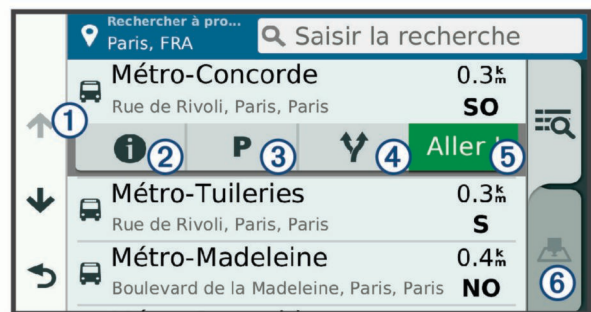 Rechercher à pro...
Paris, FRA
Saisir la recherche
Métro-Concorde 0.3km
Rue de Rivoli, Paris, Paris SO
1
2 P 3 4 Aller ! 5
Métro-Tuileries 0.3km
Rue de Rivoli, Paris, Paris S
Métro-Madeleine 0.4km
Boulevard de la Madeleine, Paris, Paris NO
6